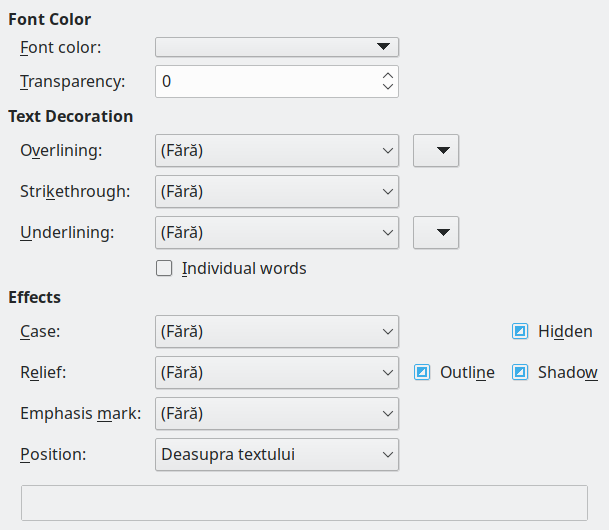 Font Color
Font color:
Transparency: 0
Text Decoration
Overlining: (Fără)
Strikethrough: (Fără)
Underlining: (Fără)
Individual words
Effects
Case: (Fără) Hidden
Relief: (Fără) Outline Shadow
Emphasis mark: (Fără)
Position: Deasupra textului